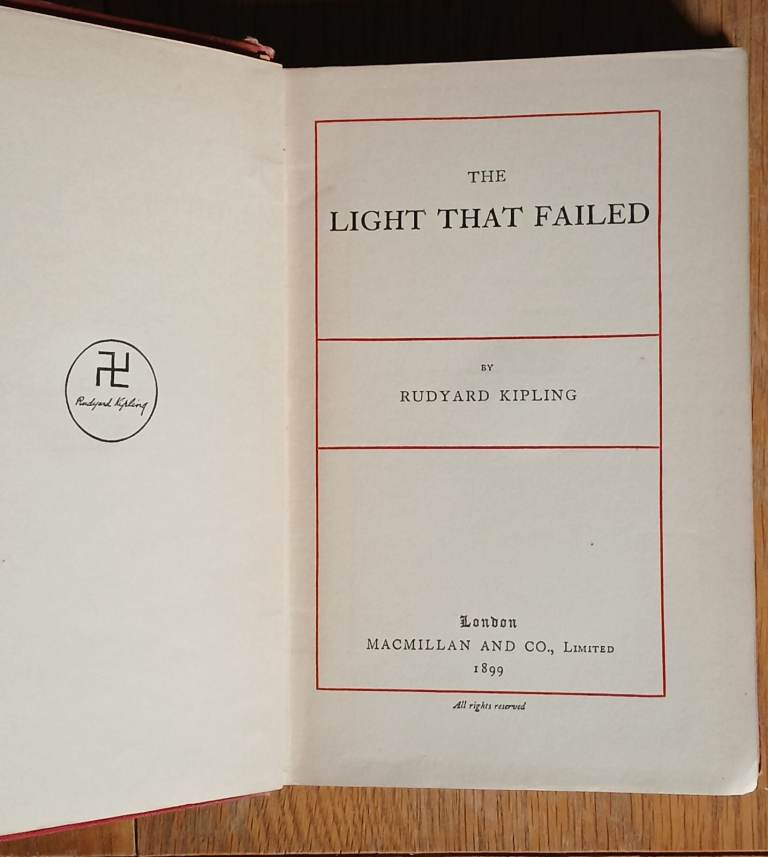 Rudyard Kipling
THE
LIGHT THAT FAILED
BY
RUDYARD KIPLING
London
MACMILLAN AND CO., LIMITED
1899
All rights reserved